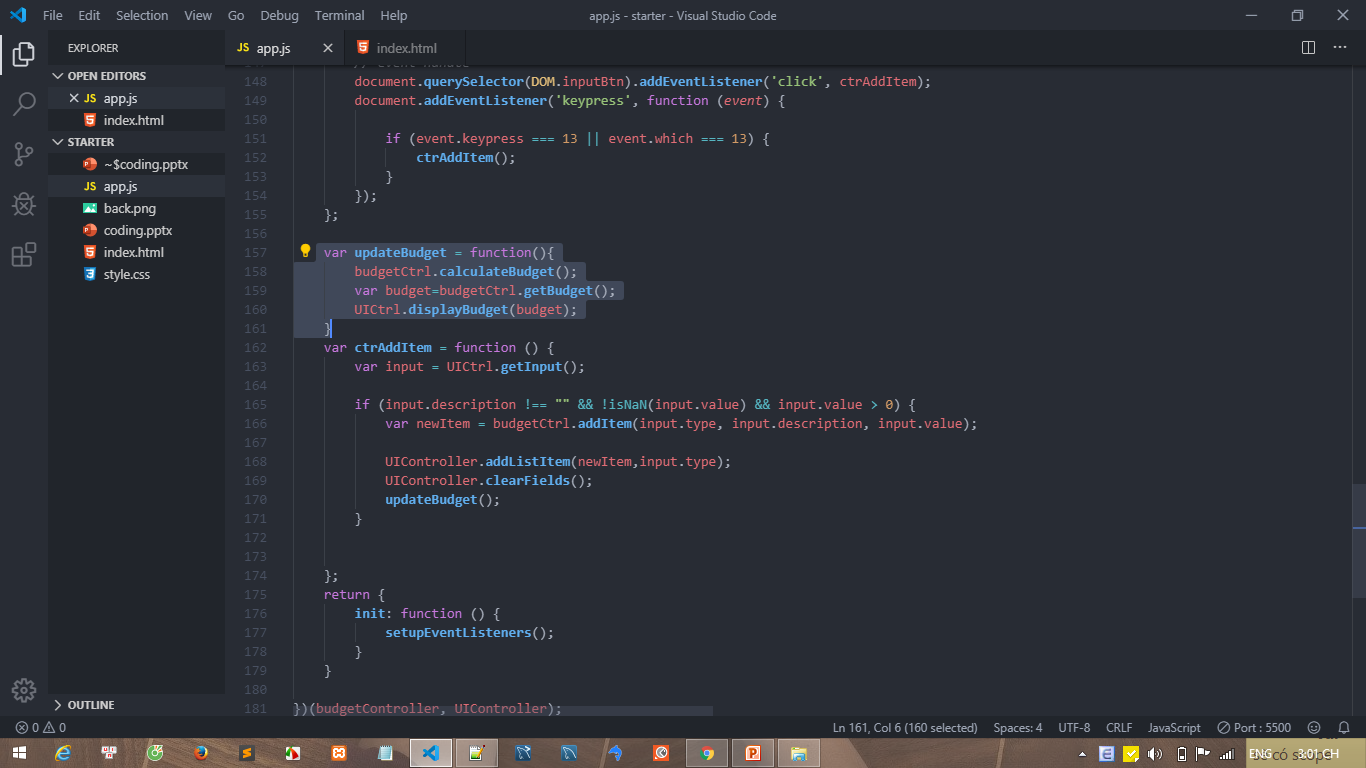 File Edit Selection View Go Debug Terminal Help app.js - starter - Visual Studio Code
EXPLORER
OPEN EDITORS
JS app.js
index.html
STARTER
~$coding.pptx
JS app.js
back.png
coding.pptx
index.html
style.css
OUTLINE
JS app.js
index.html
148 document.querySelector(DOM.inputBtn).addEventListener('click', ctrAddItem);
149 document.addEventListener('keypress', function (event) {
150
151 if (event.keypress === 13 || event.which === 13) {
152 ctrAddItem();
153 }
154 });
155 };
156
157 var updateBudget = function(){
158 budgetCtrl.calculateBudget();
159 var budget=budgetCtrl.getBudget();
160 UICtrl.displayBudget(budget);
161 }
162 var ctrAddItem = function () {
163 var input = UICtrl.getInput();
164
165 if (input.description !== "" && !isNaN(input.value) && input.value > 0) {
166 var newItem = budgetCtrl.addItem(input.type, input.description, input.value);
167
168 UIController.addListItem(newItem,input.type);
169 UIController.clearFields();
170 updateBudget();
171 }
172
173
174 };
175 return {
176 init: function () {
177 setupEventListeners();
178 }
179 }
180
181 })(budgetController, UIController);
0 0 Ln 161, Col 6 (160 selected) Spaces: 4 UTF-8 CRLF JavaScript Port : 5500
ENG 3:01 CH